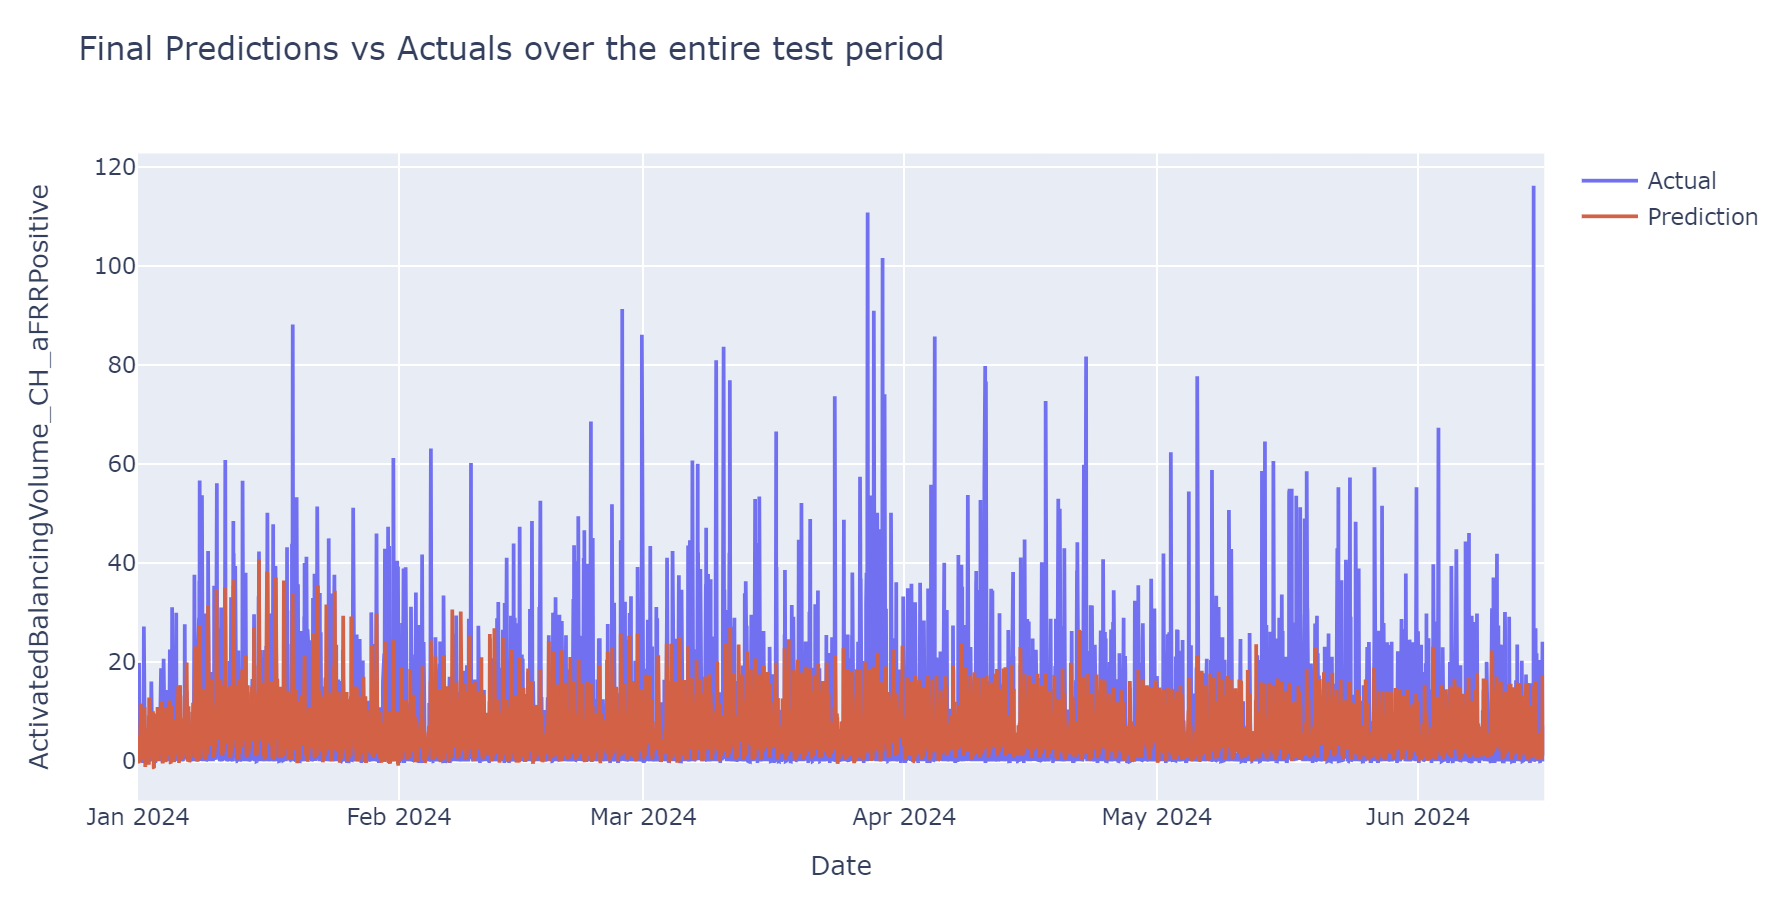 Final Predictions vs Actuals over the entire test period
120
100
80
60
40
20
0
ActivatedBalancingVolume_CH_aFRRPositive
Jan 2024
Feb 2024
Mar 2024
Apr 2024
May 2024
Jun 2024
Date
Actual
Prediction